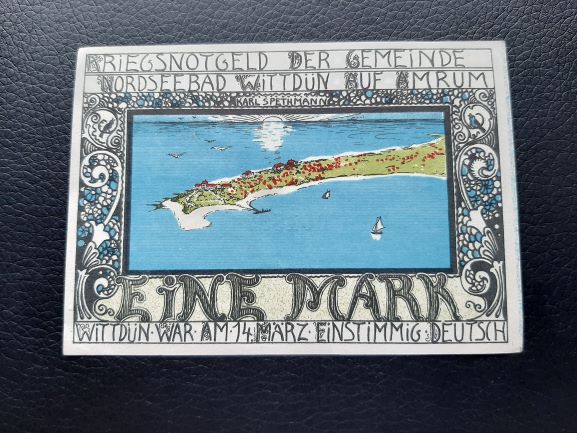 KRIEGSNOTGELD DER GEMEINDE
NORDSEEBAD WITTDÜN AUF AMRUM
KARL SPETHMANN
EINE MARK
WITTDÜN · WAR · AM · 14. MÄRZ · EINSTIMMIG · DEUTSCH